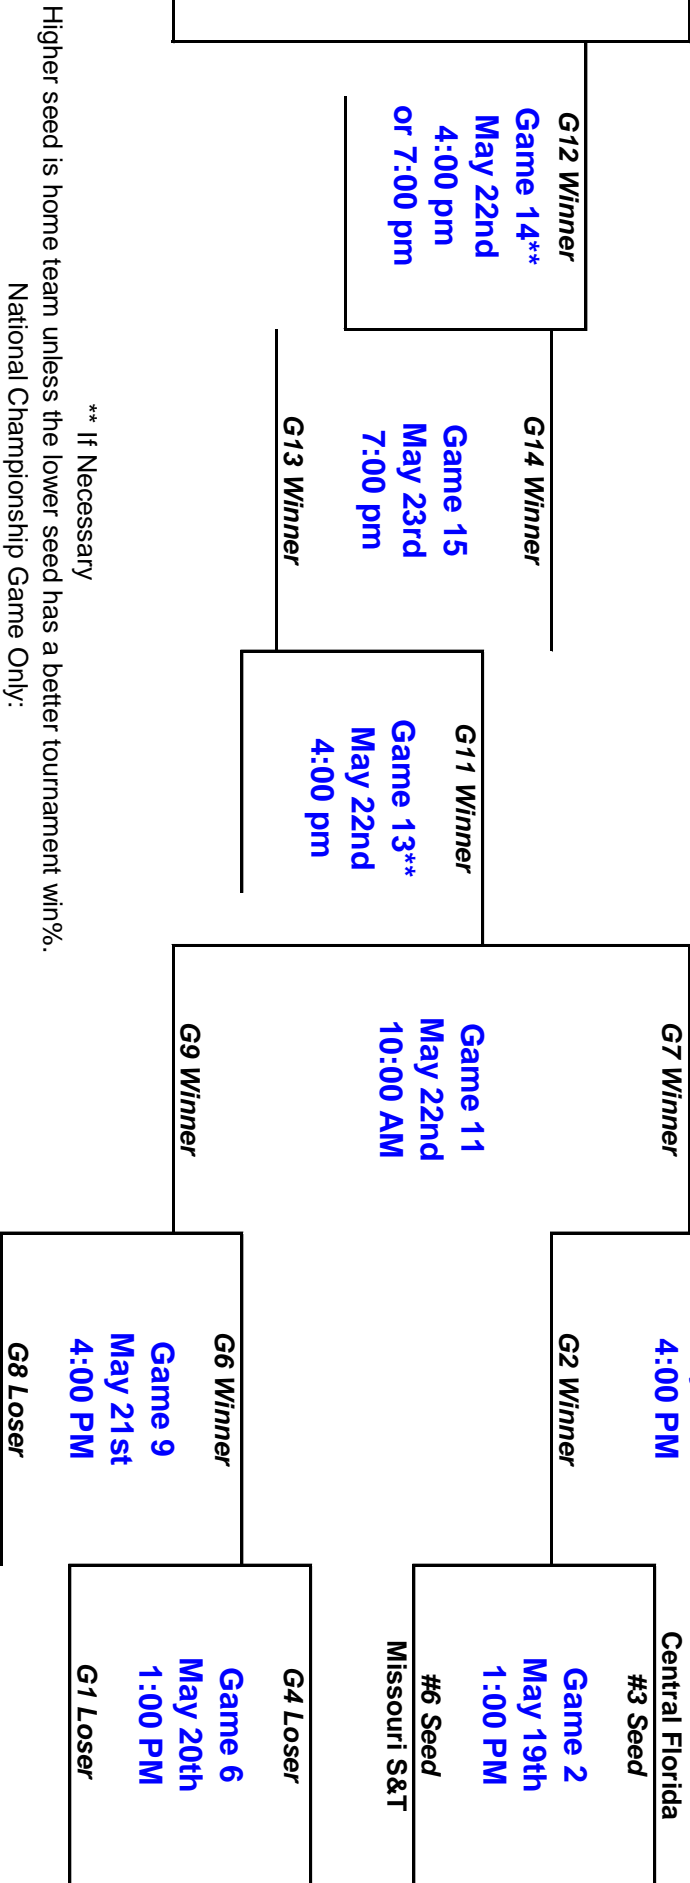 G12 Winner
Game 14**
May 22nd
4:00 pm
or 7:00 pm
G14 Winner
Game 15
May 23rd
7:00 pm
G13 Winner
G11 Winner
Game 13**
May 22nd
4:00 pm
G7 Winner
Game 11
May 22nd
10:00 AM
G9 Winner
4:00 PM
G2 Winner
G6 Winner
Game 9
May 21st
4:00 PM
G8 Loser
Central Florida
#3 Seed
Game 2
May 19th
1:00 PM
#6 Seed
Missouri S&T
G4 Loser
Game 6
May 20th
1:00 PM
G1 Loser
** If Necessary
Higher seed is home team unless the lower seed has a better tournament win%.
National Championship Game Only: